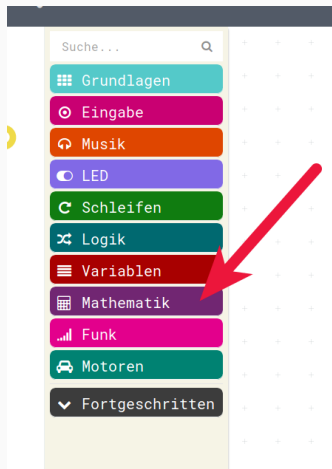 Suche...
Grundlagen
Eingabe
Musik
LED
Schleifen
Logik
Variablen
Mathematik
Funk
Motoren
Fortgeschritten